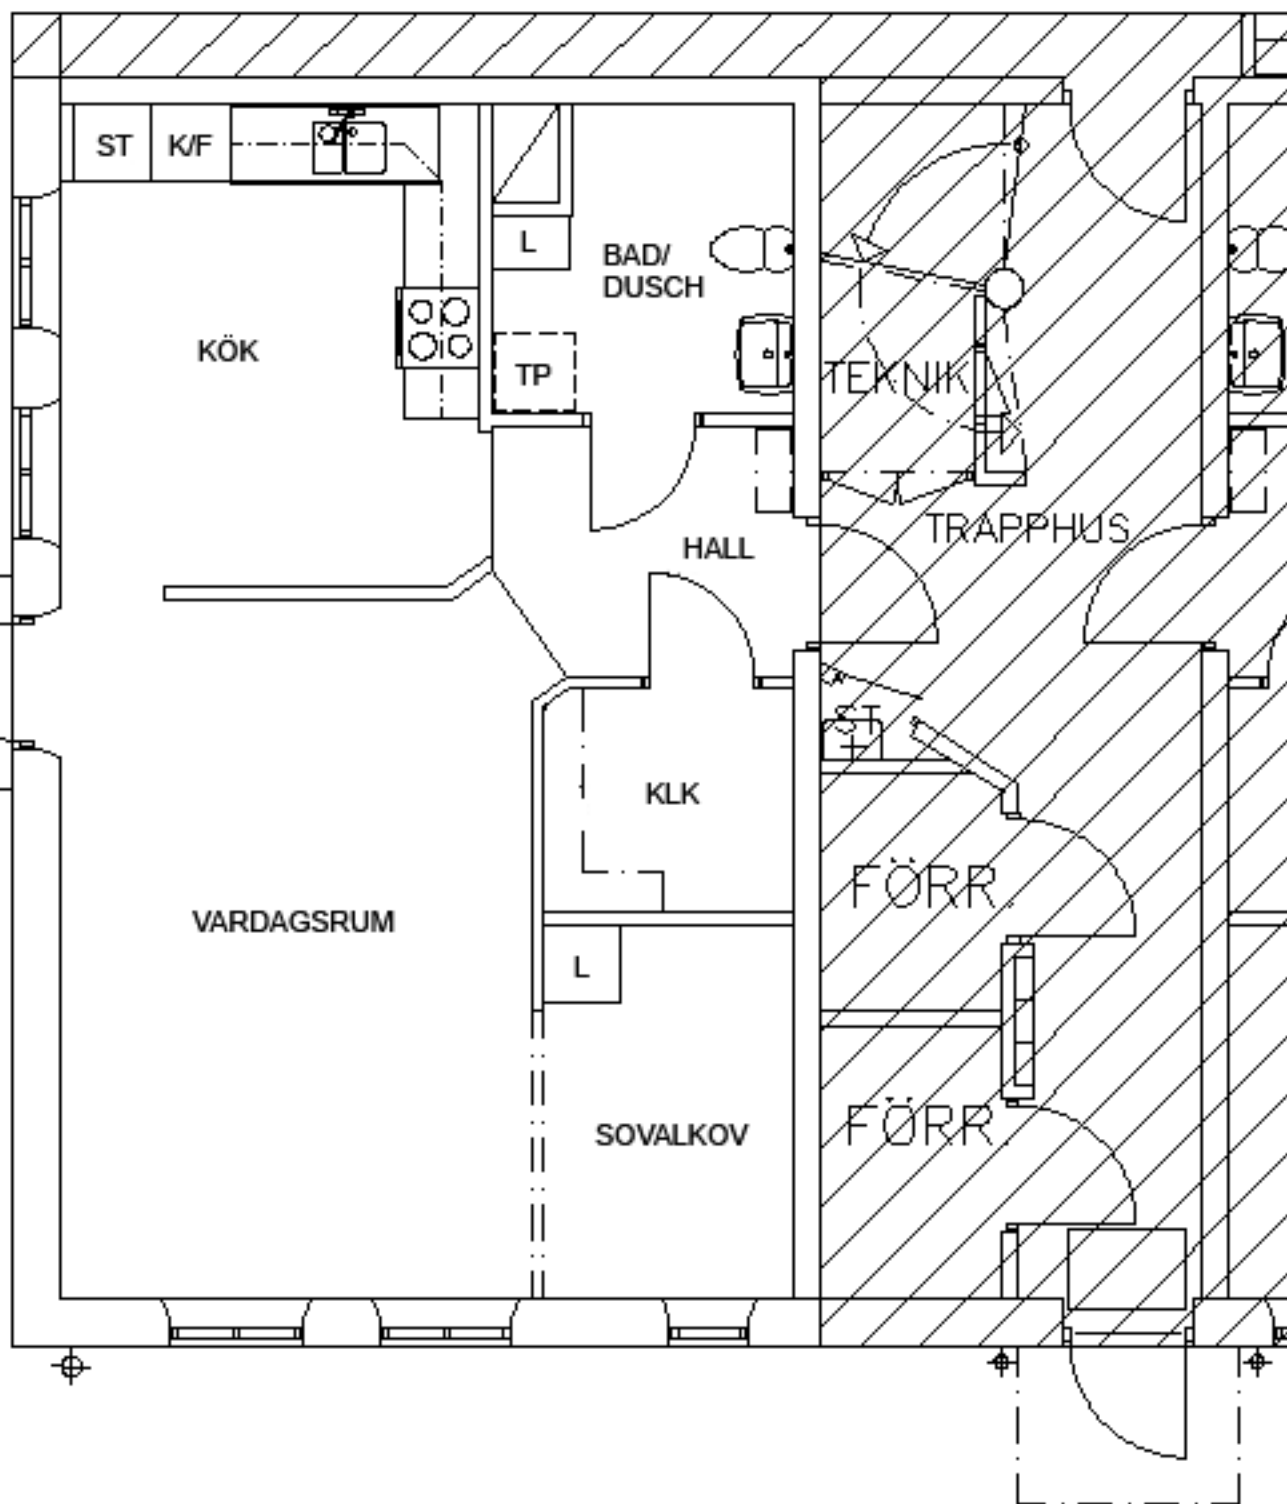 ST
K/F
L
BAD/
DUSCH
KÖK
TP
TEKNIK
HALL
TRAPPHUS
ST
KLK
FÖRR.
VARDAGSRUM
L
SOVALKOV
FÖRR.